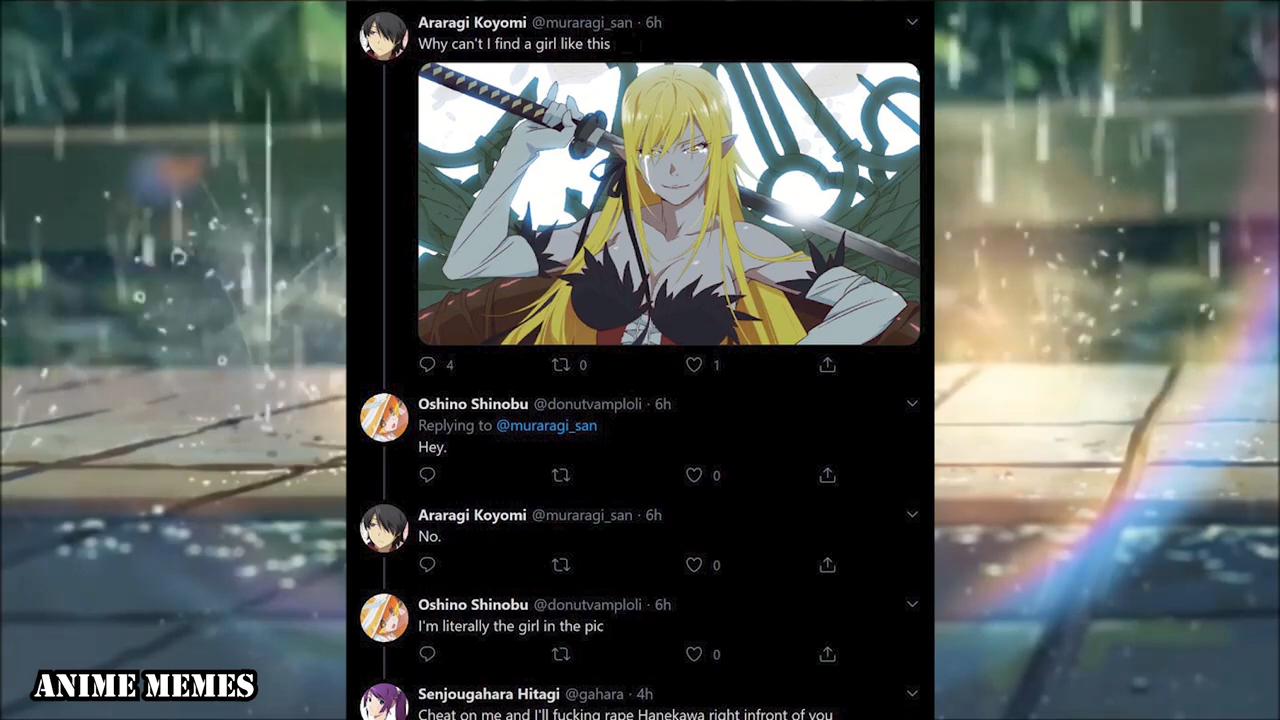 Araragi Koyomi @muraragi_san · 6h
Why can't I find a girl like this
4 0 1
Oshino Shinobu @donutvamploli · 6h
Replying to @muraragi_san
Hey.
0
Araragi Koyomi @muraragi_san · 6h
No.
0
Oshino Shinobu @donutvamploli · 6h
I'm literally the girl in the pic
0
Senjougahara Hitagi @gahara · 4h
Cheat on me and I'll fucking rape Hanekawa right infront of you
ANIME MEMES